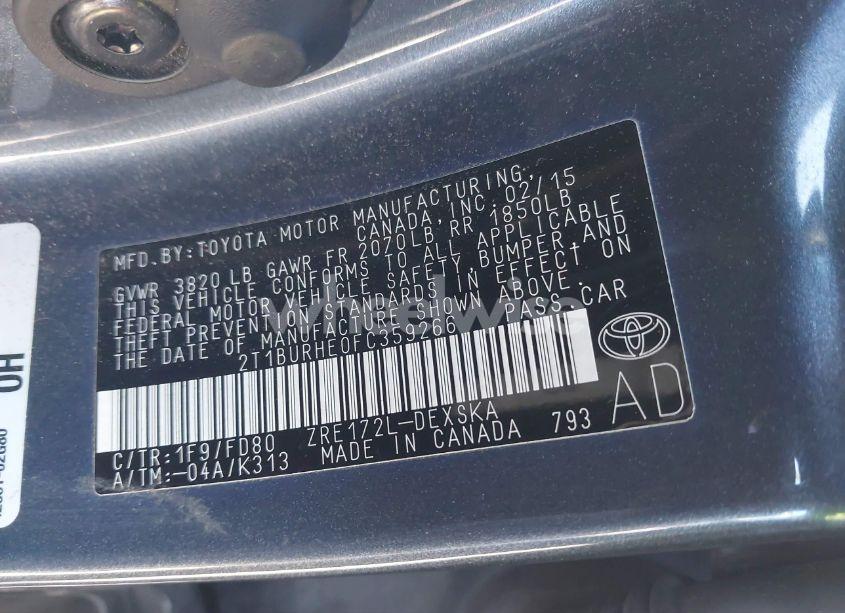 MFD. BY:TOYOTA MOTOR MANUFACTURING,
CANADA, INC. 02/15
GVWR 3820 LB GAWR FR 2070LB RR 1850LB
THIS VEHICLE CONFORMS TO ALL APPLICABLE
FEDERAL MOTOR VEHICLE SAFETY, BUMPER AND
THEFT PREVENTION STANDARDS IN EFFECT ON
THE DATE OF MANUFACTURE SHOWN ABOVE.
2T1BURHE0FC359266 PASS. CAR
wheelwire
C/TR:1F9/FD80 ZRE172L-DEXSKA
A/TM:-04A/K313 MADE IN CANADA 793
AD
OH